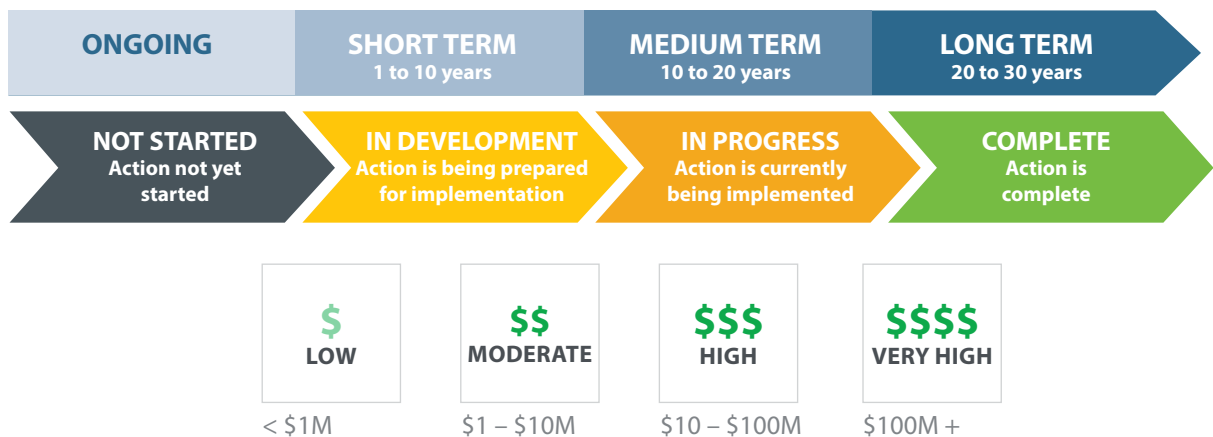 ONGOING
SHORT TERM
1 to 10 years
MEDIUM TERM
10 to 20 years
LONG TERM
20 to 30 years
NOT STARTED
Action not yet
started
IN DEVELOPMENT
Action is being prepared
for implementation
IN PROGRESS
Action is currently
being implemented
COMPLETE
Action is
complete
$
LOW
< $1M
$$
MODERATE
$1 – $10M
$$$
HIGH
$10 – $100M
$$$$
VERY HIGH
$100M +